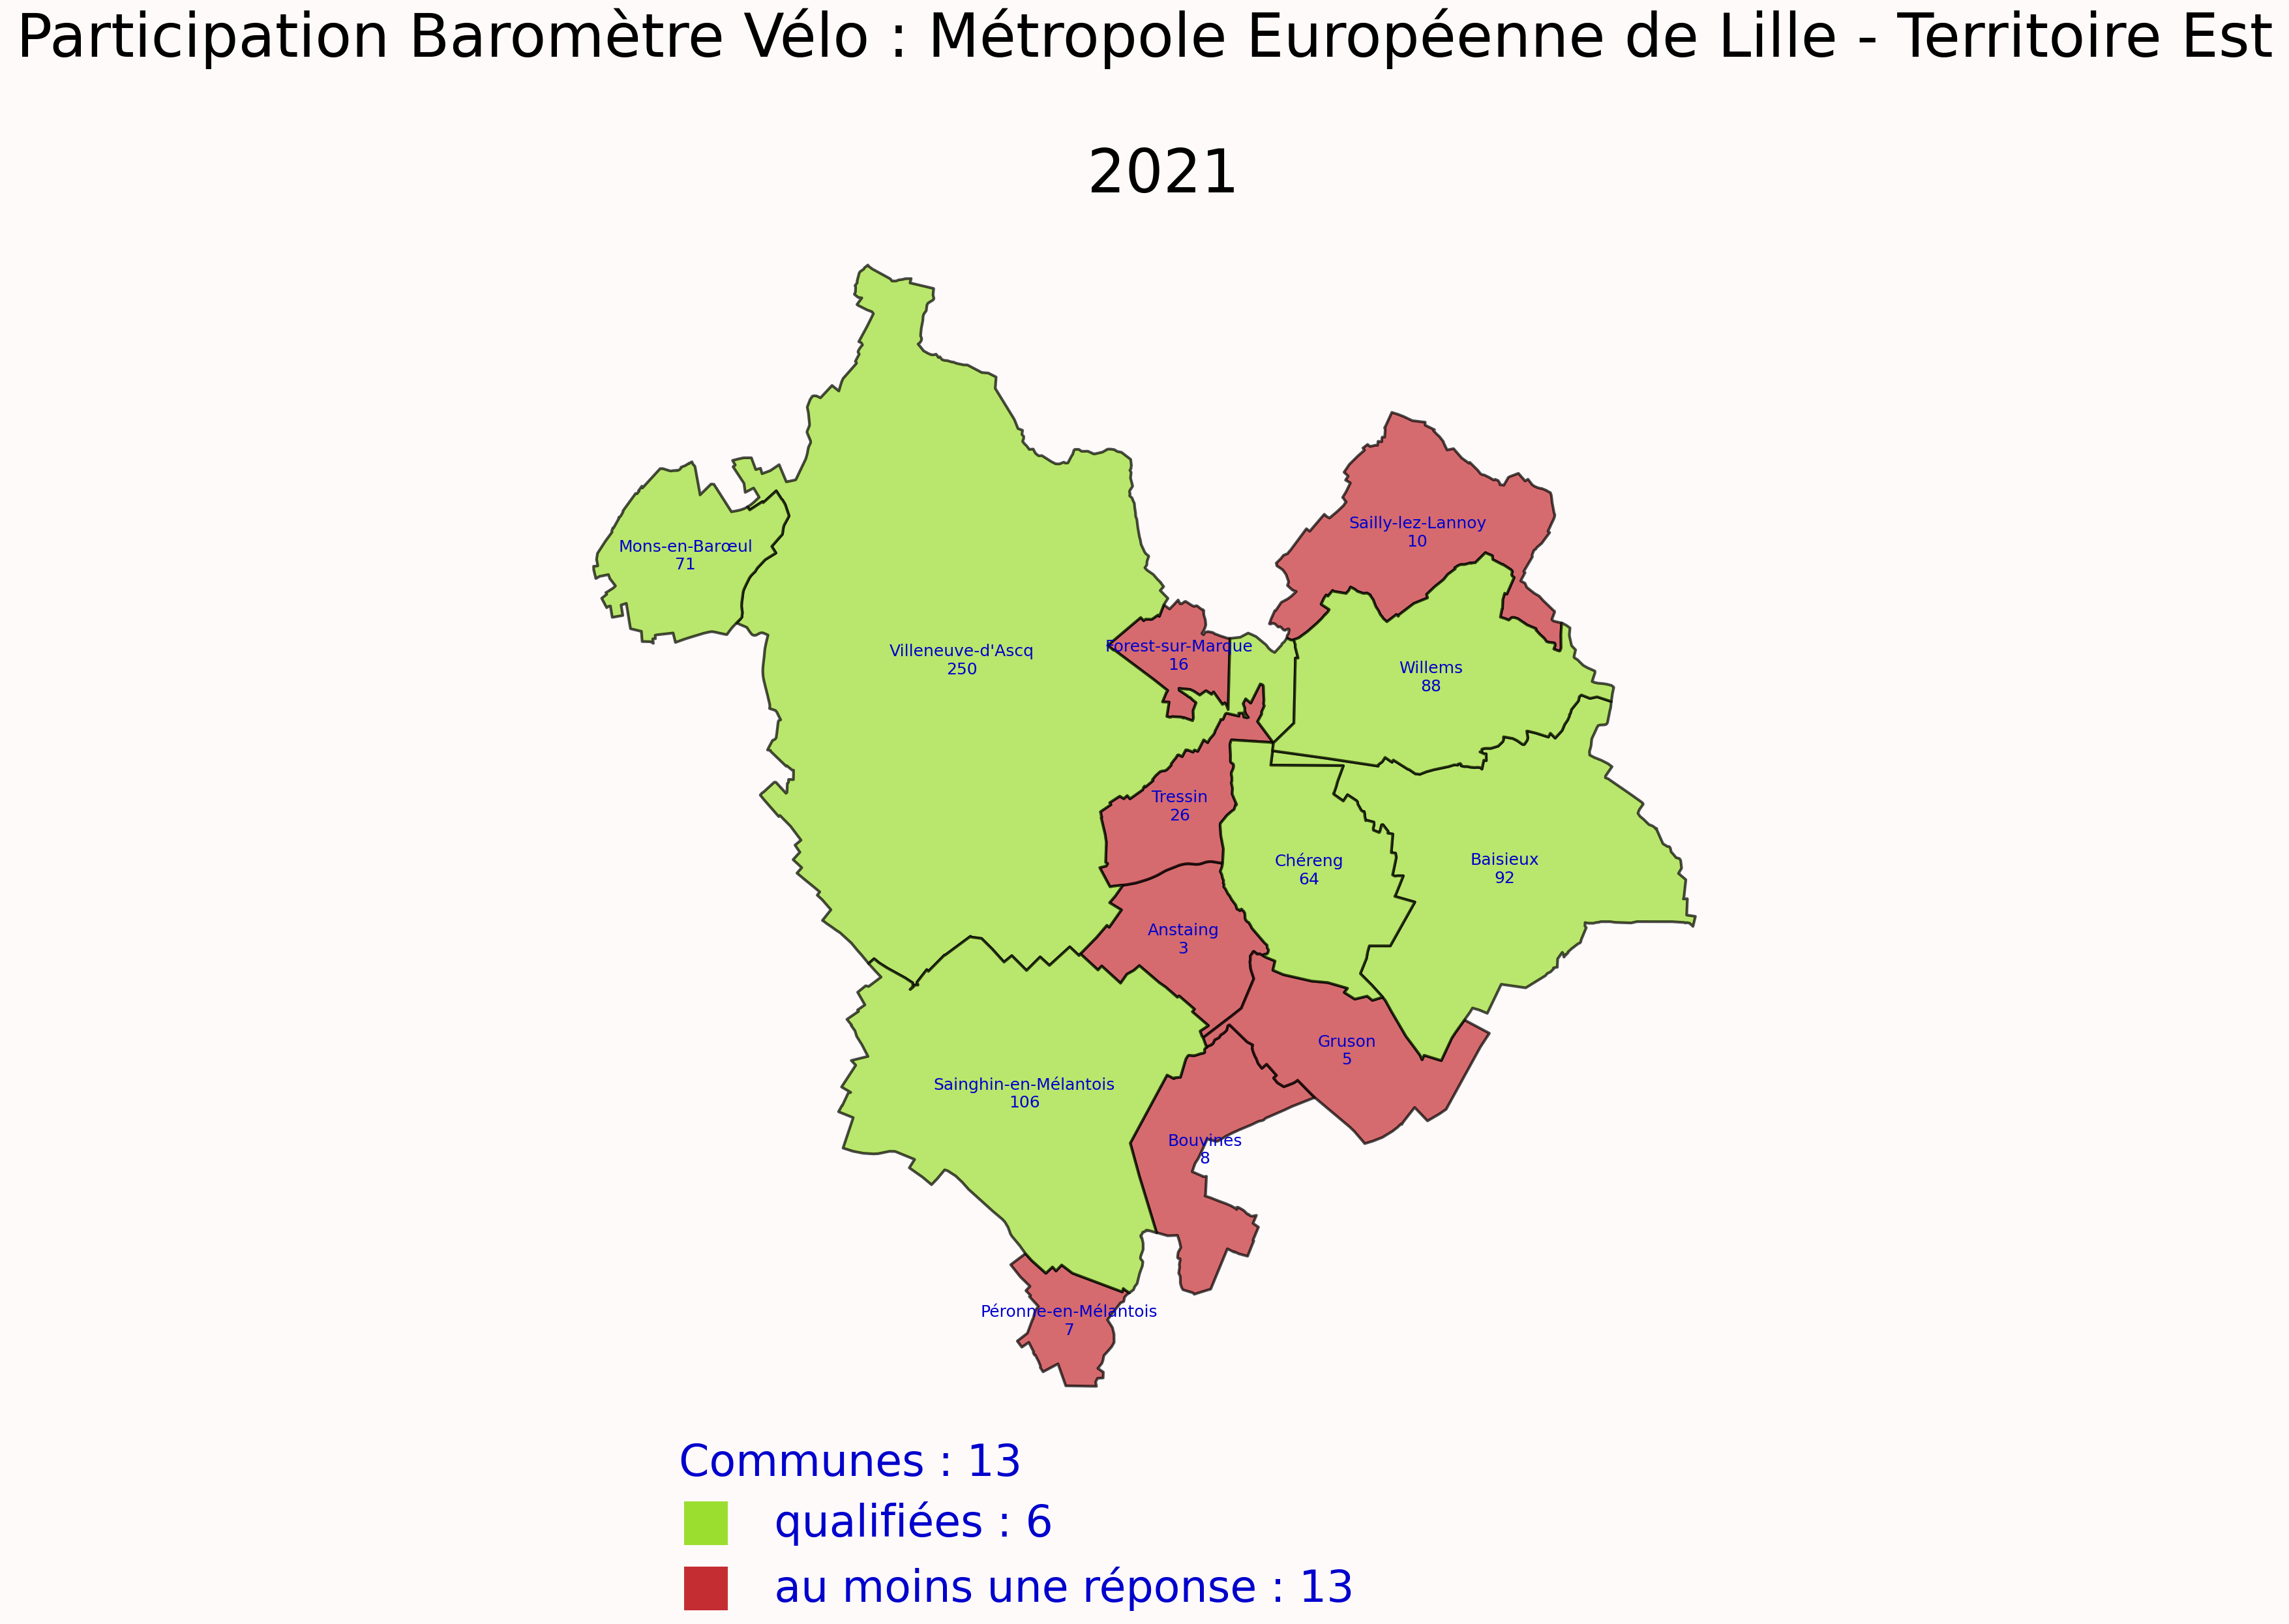 Participation Baromètre Vélo : Métropole Européenne de Lille - Territoire Est
2021
Sailly-lez-Lannoy
10
Mons-en-Barœul
71
Forest-sur-Marque
16
Villeneuve-d'Ascq
250
Willems
88
Tressin
26
Chéreng
64
Baisieux
92
Anstaing
3
Gruson
5
Sainghin-en-Mélantois
106
Bouvines
8
Péronne-en-Mélantois
7
Communes : 13
qualifiées : 6
au moins une réponse : 13